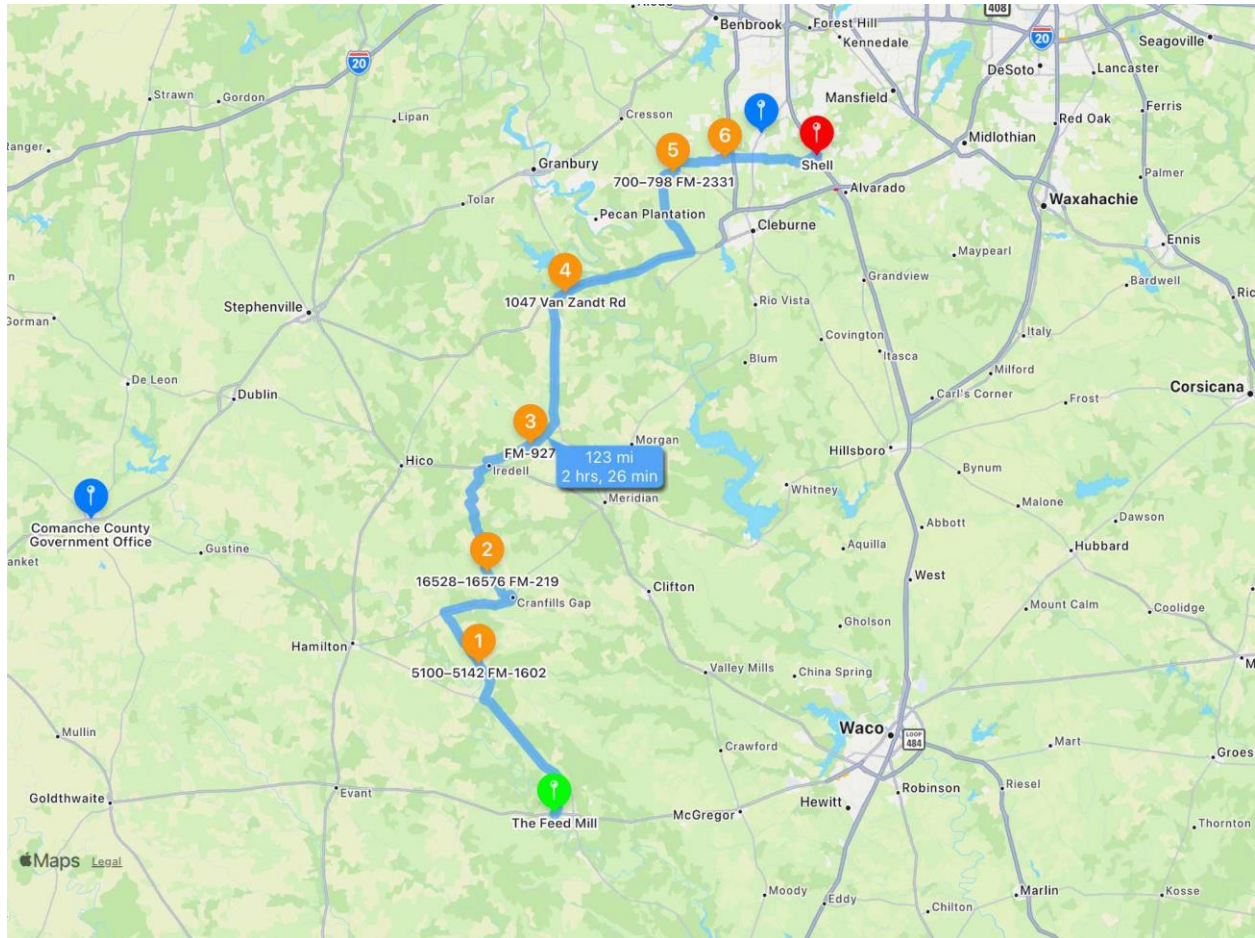 408
Benbrook
Forest Hill
20
Kennedale
Seagoville
20
DeSoto
Lancaster
Strawn
Gordon
Mansfield
Ferris
Lipan
Cresson
Red Oak
Midlothian
6
Granbury
5
Shell
700–798 FM-2331
Alvarado
Palmer
Tolar
Waxahachie
Pecan Plantation
Cleburne
Ennis
Maypearl
4
Grandview
Bardwell
Stephenville
1047 Van Zandt Rd
Rio Vista
Covington
Italy
Itasca
Blum
Milford
De Leon
Corsicana
Dublin
Carl's Corner
Frost
3
Morgan
Hillsboro
FM-927
123 mi
2 hrs, 26 min
Hico
Iredell
Bynum
Whitney
Meridian
Malone
Dawson
Comanche County
Government Office
Abbott
Aquilla
Hubbard
Gustine
2
16528–16576 FM-219
West
Clifton
Cranfills Gap
Mount Calm
Coolidge
Gholson
Hamilton
1
5100–5142 FM-1602
Valley Mills
China Spring
Waco
LOOP
484
Mullin
Crawford
Mart
Evant
Robinson
Riesel
Goldthwaite
Hewitt
McGregor
The Feed Mill
Thornton
Maps Legal
Moody
Eddy
Marlin
Kosse
Chilton